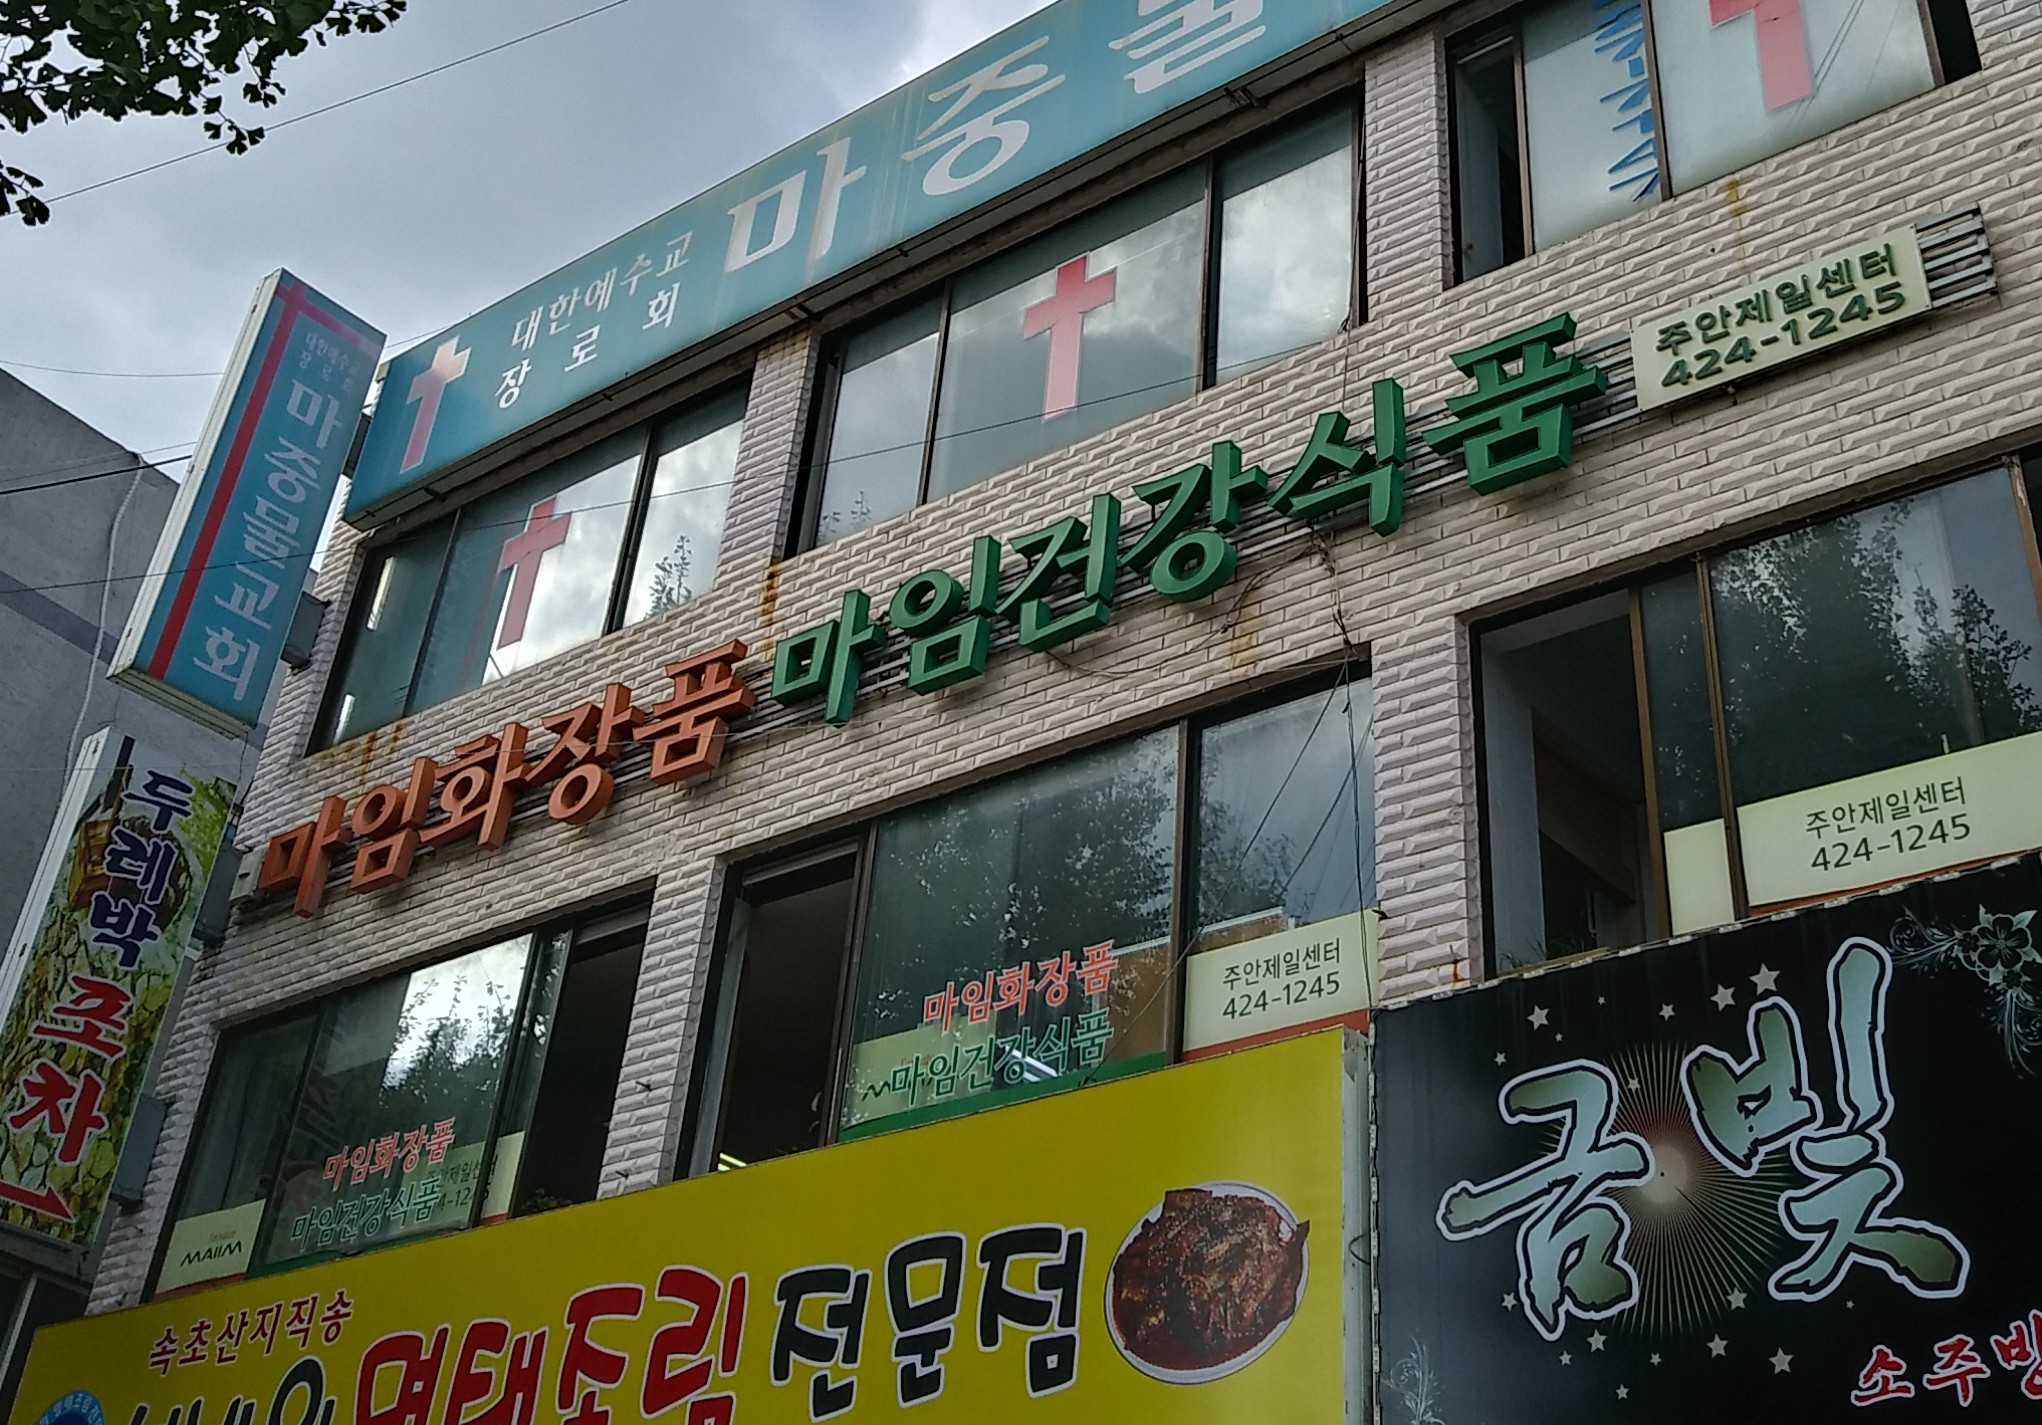 대한예수교
장로회
마중물
대한예수교
장로회
마중물교회
주안제일센터
424-1245
마임화장품 마임건강식품
두레박 포차
주안제일센터
424-1245
마임화장품
마임건강식품
주안제일센터
424-1245
마임화장품
마임건강식품
MAIIM
속초산지직송
명태조림 전문점
금빛
소주방